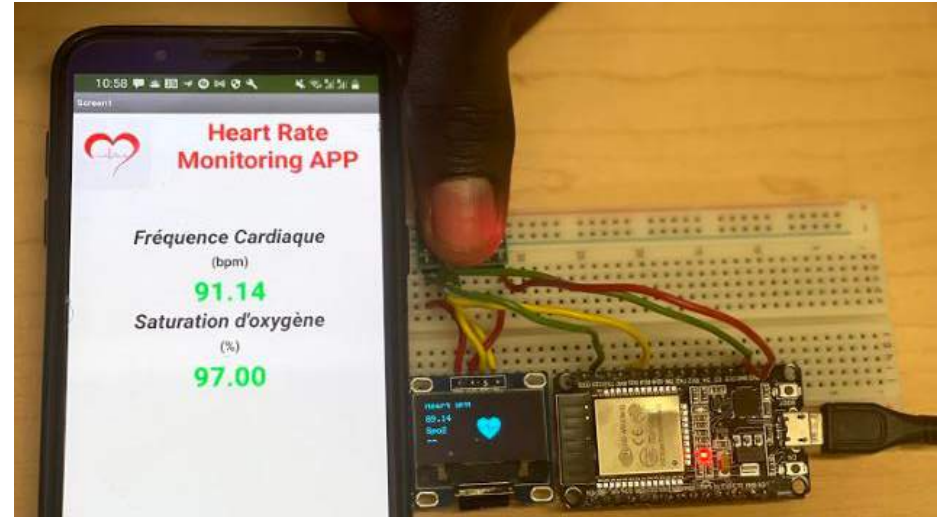 10:58
Screen1
Heart Rate
Monitoring APP
Fréquence Cardiaque
(bpm)
91.14
Saturation d'oxygène
(%)
97.00
Heart BPM
89.14
Spo2
--